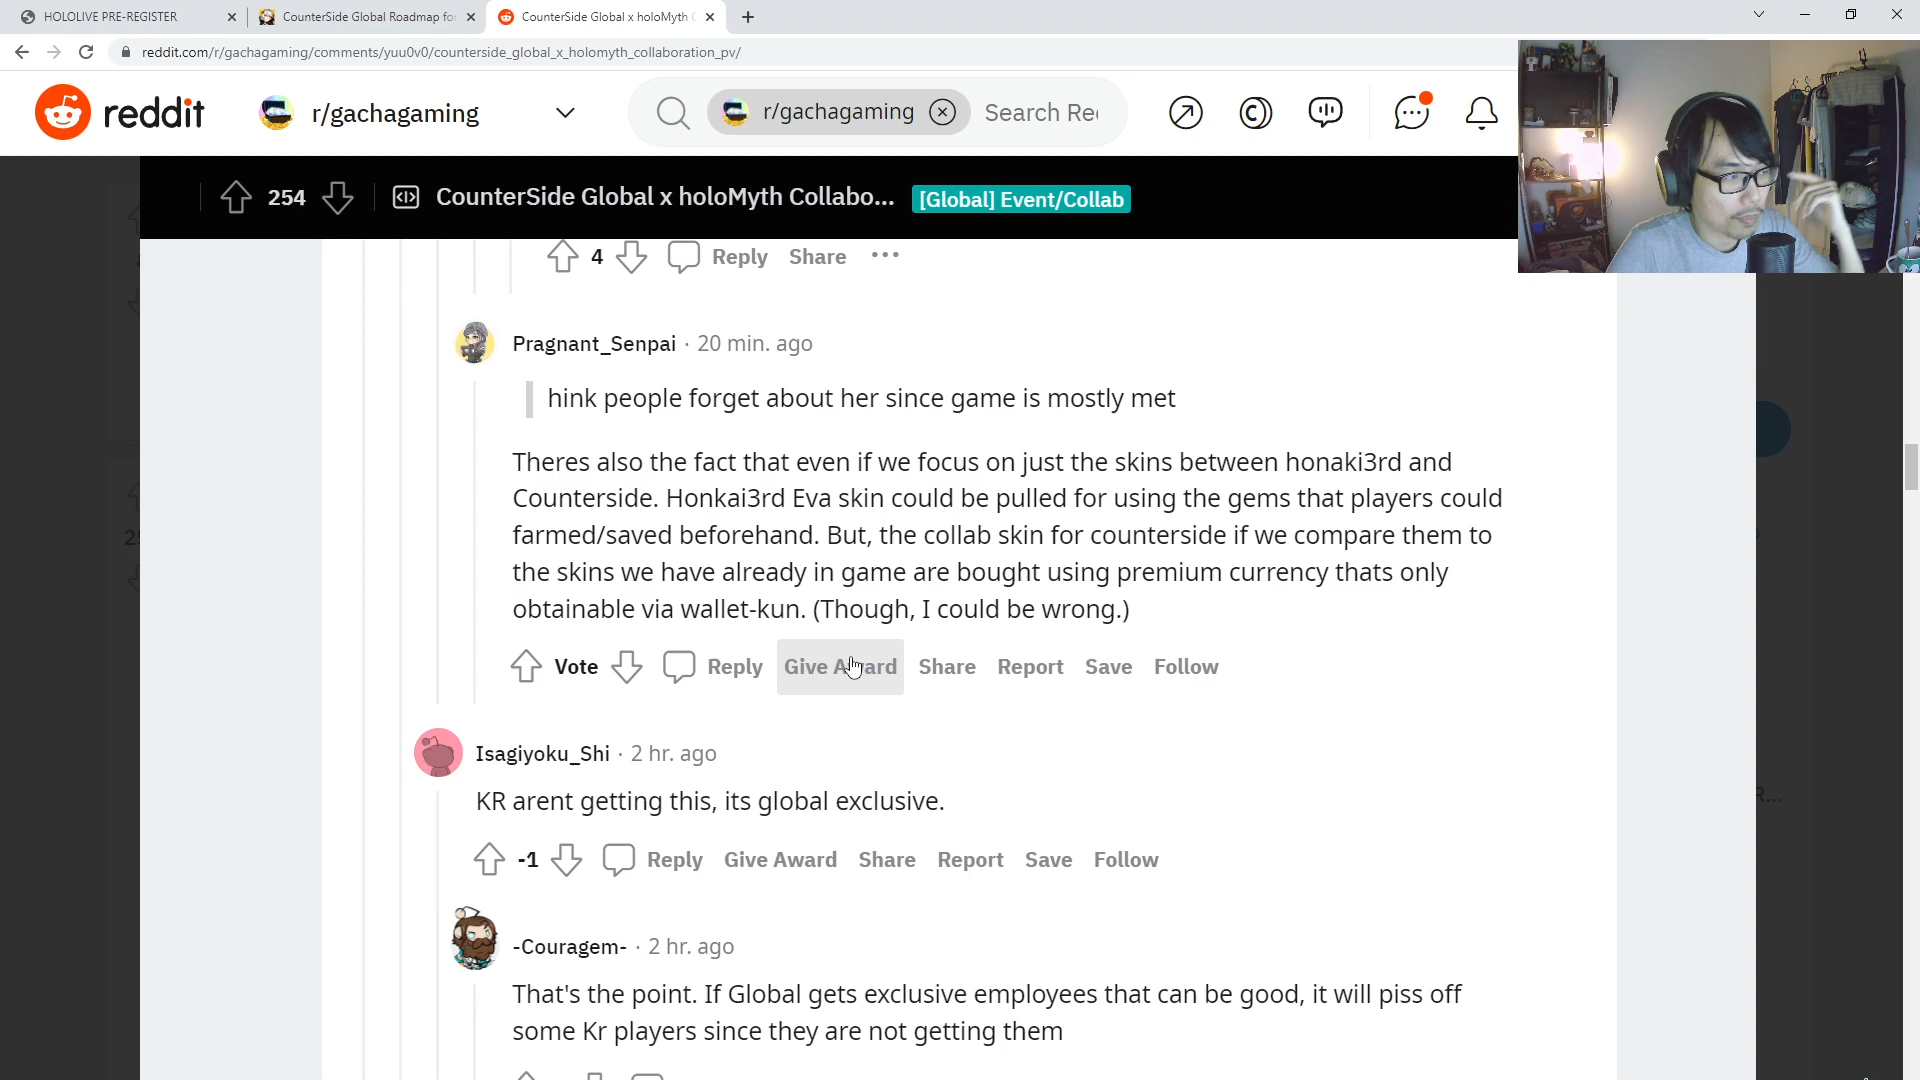 HOLOLIVE PRE-REGISTER
CounterSide Global Roadmap for
CounterSide Global x holoMyth C
reddit.com/r/gachagaming/comments/yuu0v0/counterside_global_x_holomyth_collaboration_pv/
reddit
r/gachagaming
r/gachagaming
Search Re
254
CounterSide Global x holoMyth Collabo...
[Global] Event/Collab
4 Reply Share ···
Pragnant_Senpai · 20 min. ago
hink people forget about her since game is mostly met
Theres also the fact that even if we focus on just the skins between honaki3rd and
Counterside. Honkai3rd Eva skin could be pulled for using the gems that players could
farmed/saved beforehand. But, the collab skin for counterside if we compare them to
the skins we have already in game are bought using premium currency thats only
obtainable via wallet-kun. (Though, I could be wrong.)
Vote Reply Give Award Share Report Save Follow
Isagiyoku_Shi · 2 hr. ago
KR arent getting this, its global exclusive.
-1 Reply Give Award Share Report Save Follow
-Couragem- · 2 hr. ago
That's the point. If Global gets exclusive employees that can be good, it will piss off
some Kr players since they are not getting them